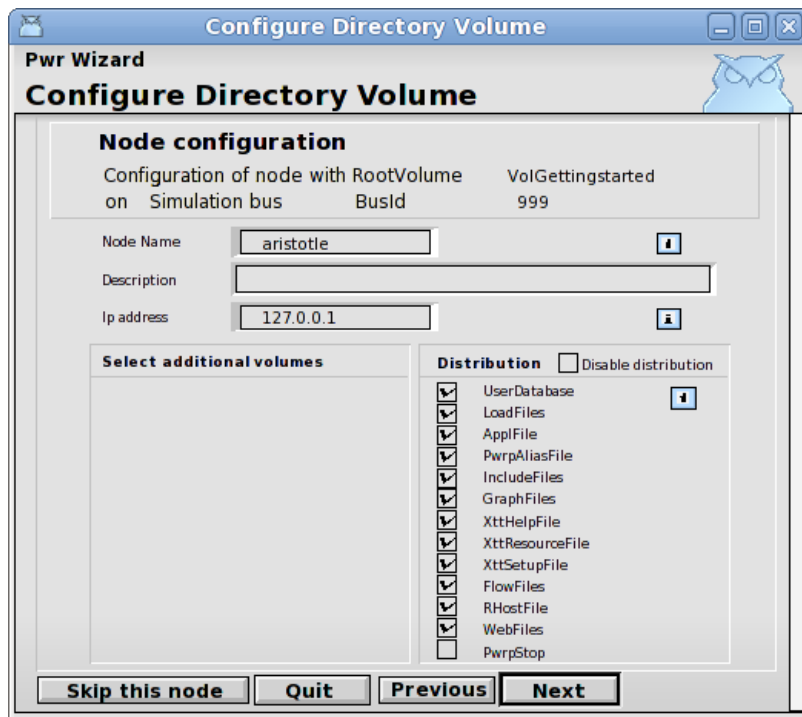 Configure Directory Volume
Pwr Wizard
Configure Directory Volume
Node configuration
Configuration of node with RootVolume VolGettingstarted
on Simulation bus BusId 999
Node Name aristotle
Description
Ip address 127.0.0.1
Select additional volumes
Distribution Disable distribution
UserDatabase
LoadFiles
ApplFile
PwrpAliasFile
IncludeFiles
GraphFiles
XttHelpFile
XttResourceFile
XttSetupFile
FlowFiles
RHostFile
WebFiles
PwrpStop
Skip this node Quit Previous Next